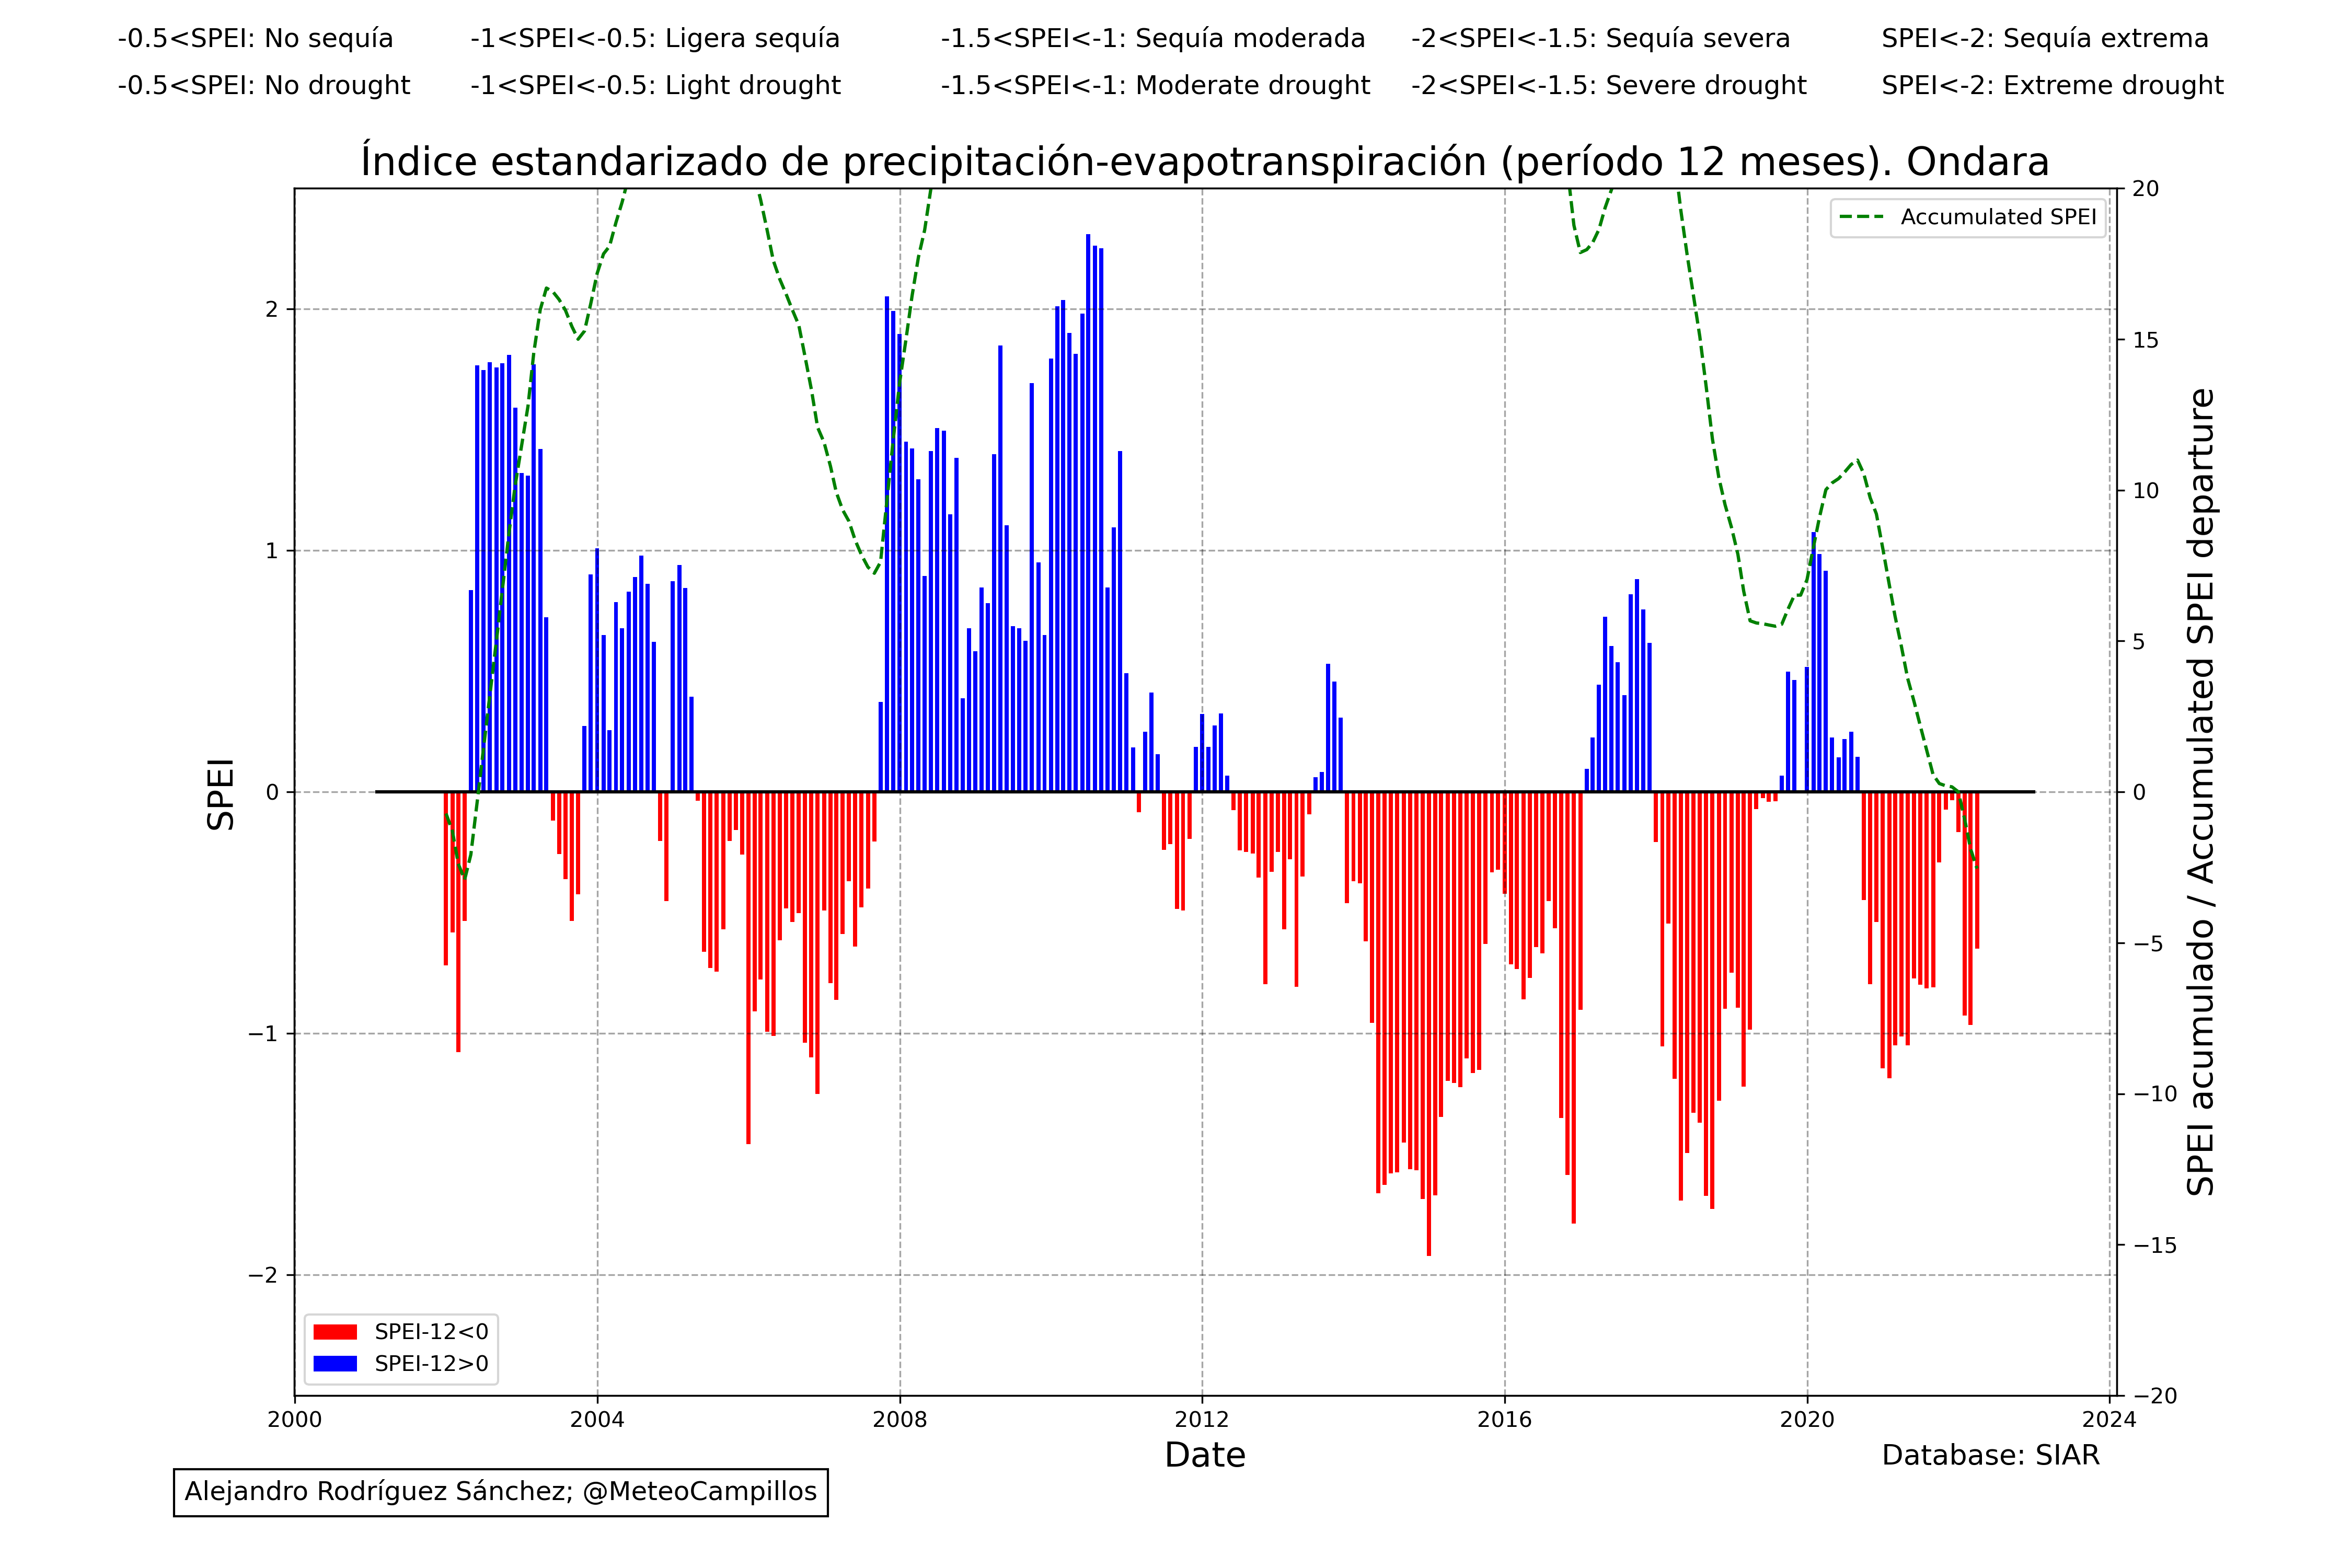 -0.5<SPEI: No sequía -1<SPEI<-0.5: Ligera sequía -1.5<SPEI<-1: Sequía moderada -2<SPEI<-1.5: Sequía severa SPEI<-2: Sequía extrema
-0.5<SPEI: No drought -1<SPEI<-0.5: Light drought -1.5<SPEI<-1: Moderate drought -2<SPEI<-1.5: Severe drought SPEI<-2: Extreme drought
Índice estandarizado de precipitación-evapotranspiración (período 12 meses). Ondara
Accumulated SPEI
SPEI
2
1
0
−1
−2
20
15
10
5
0
−5
−10
−15
−20
SPEI acumulado / Accumulated SPEI departure
SPEI-12<0
SPEI-12>0
2000 2004 2008 2012 2016 2020 2024
Date
Database: SIAR
Alejandro Rodríguez Sánchez; @MeteoCampillos